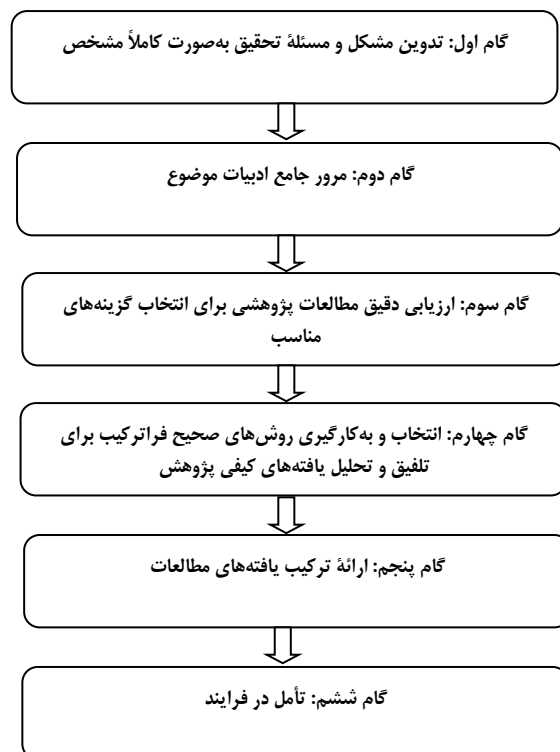 گام اول: تدوین مشکل و مسئلهٔ تحقیق به‌صورت کاملاً مشخص
گام دوم: مرور جامع ادبیات موضوع
گام سوم: ارزیابی دقیق مطالعات پژوهشی برای انتخاب گزینه‌های
مناسب
گام چهارم: انتخاب و به‌کارگیری روش‌های صحیح فراترکیب برای
تلفیق و تحلیل یافته‌های کیفی پژوهش
گام پنجم: ارائهٔ ترکیب یافته‌های مطالعات
گام ششم: تأمل در فرایند